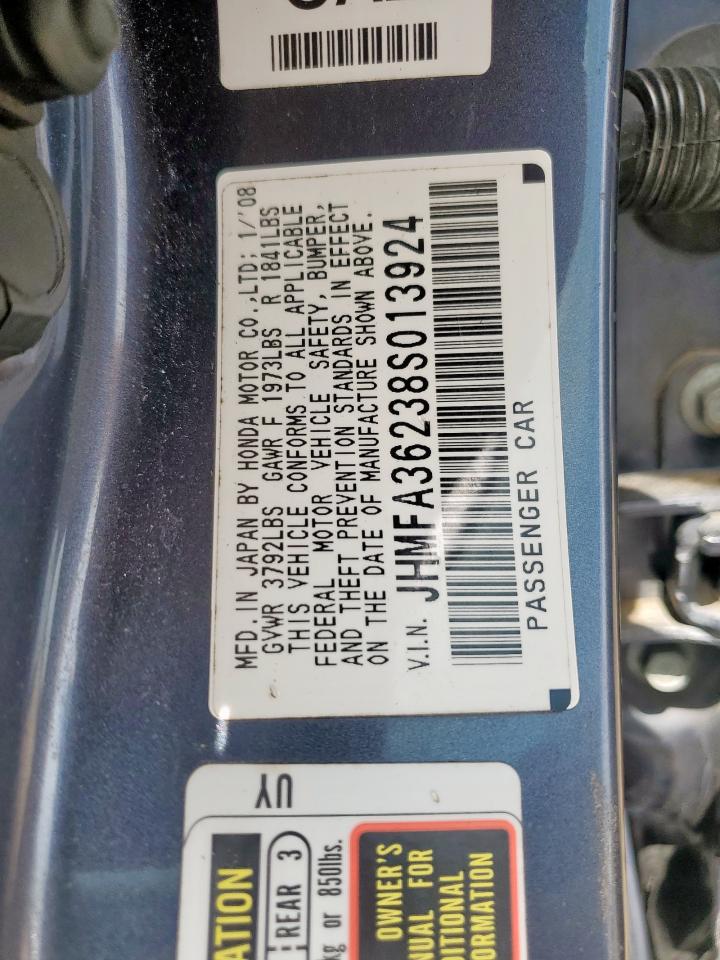 MFD. IN JAPAN BY HONDA MOTOR CO.,LTD; 1/'08
GVWR 3792LBS GAWR F 1973LBS R 1841LBS
THIS VEHICLE CONFORMS TO ALL APPLICABLE
FEDERAL MOTOR VEHICLE SAFETY, BUMPER,
AND THEFT PREVENTION STANDARDS IN EFFECT
ON THE DATE OF MANUFACTURE SHOWN ABOVE.
V.I.N. JHMFA36238S013924
PASSENGER CAR
UY
ATION
REAR 3
kg or 850lbs.
OWNER'S
NUAL FOR
DITIONAL
ORMATION